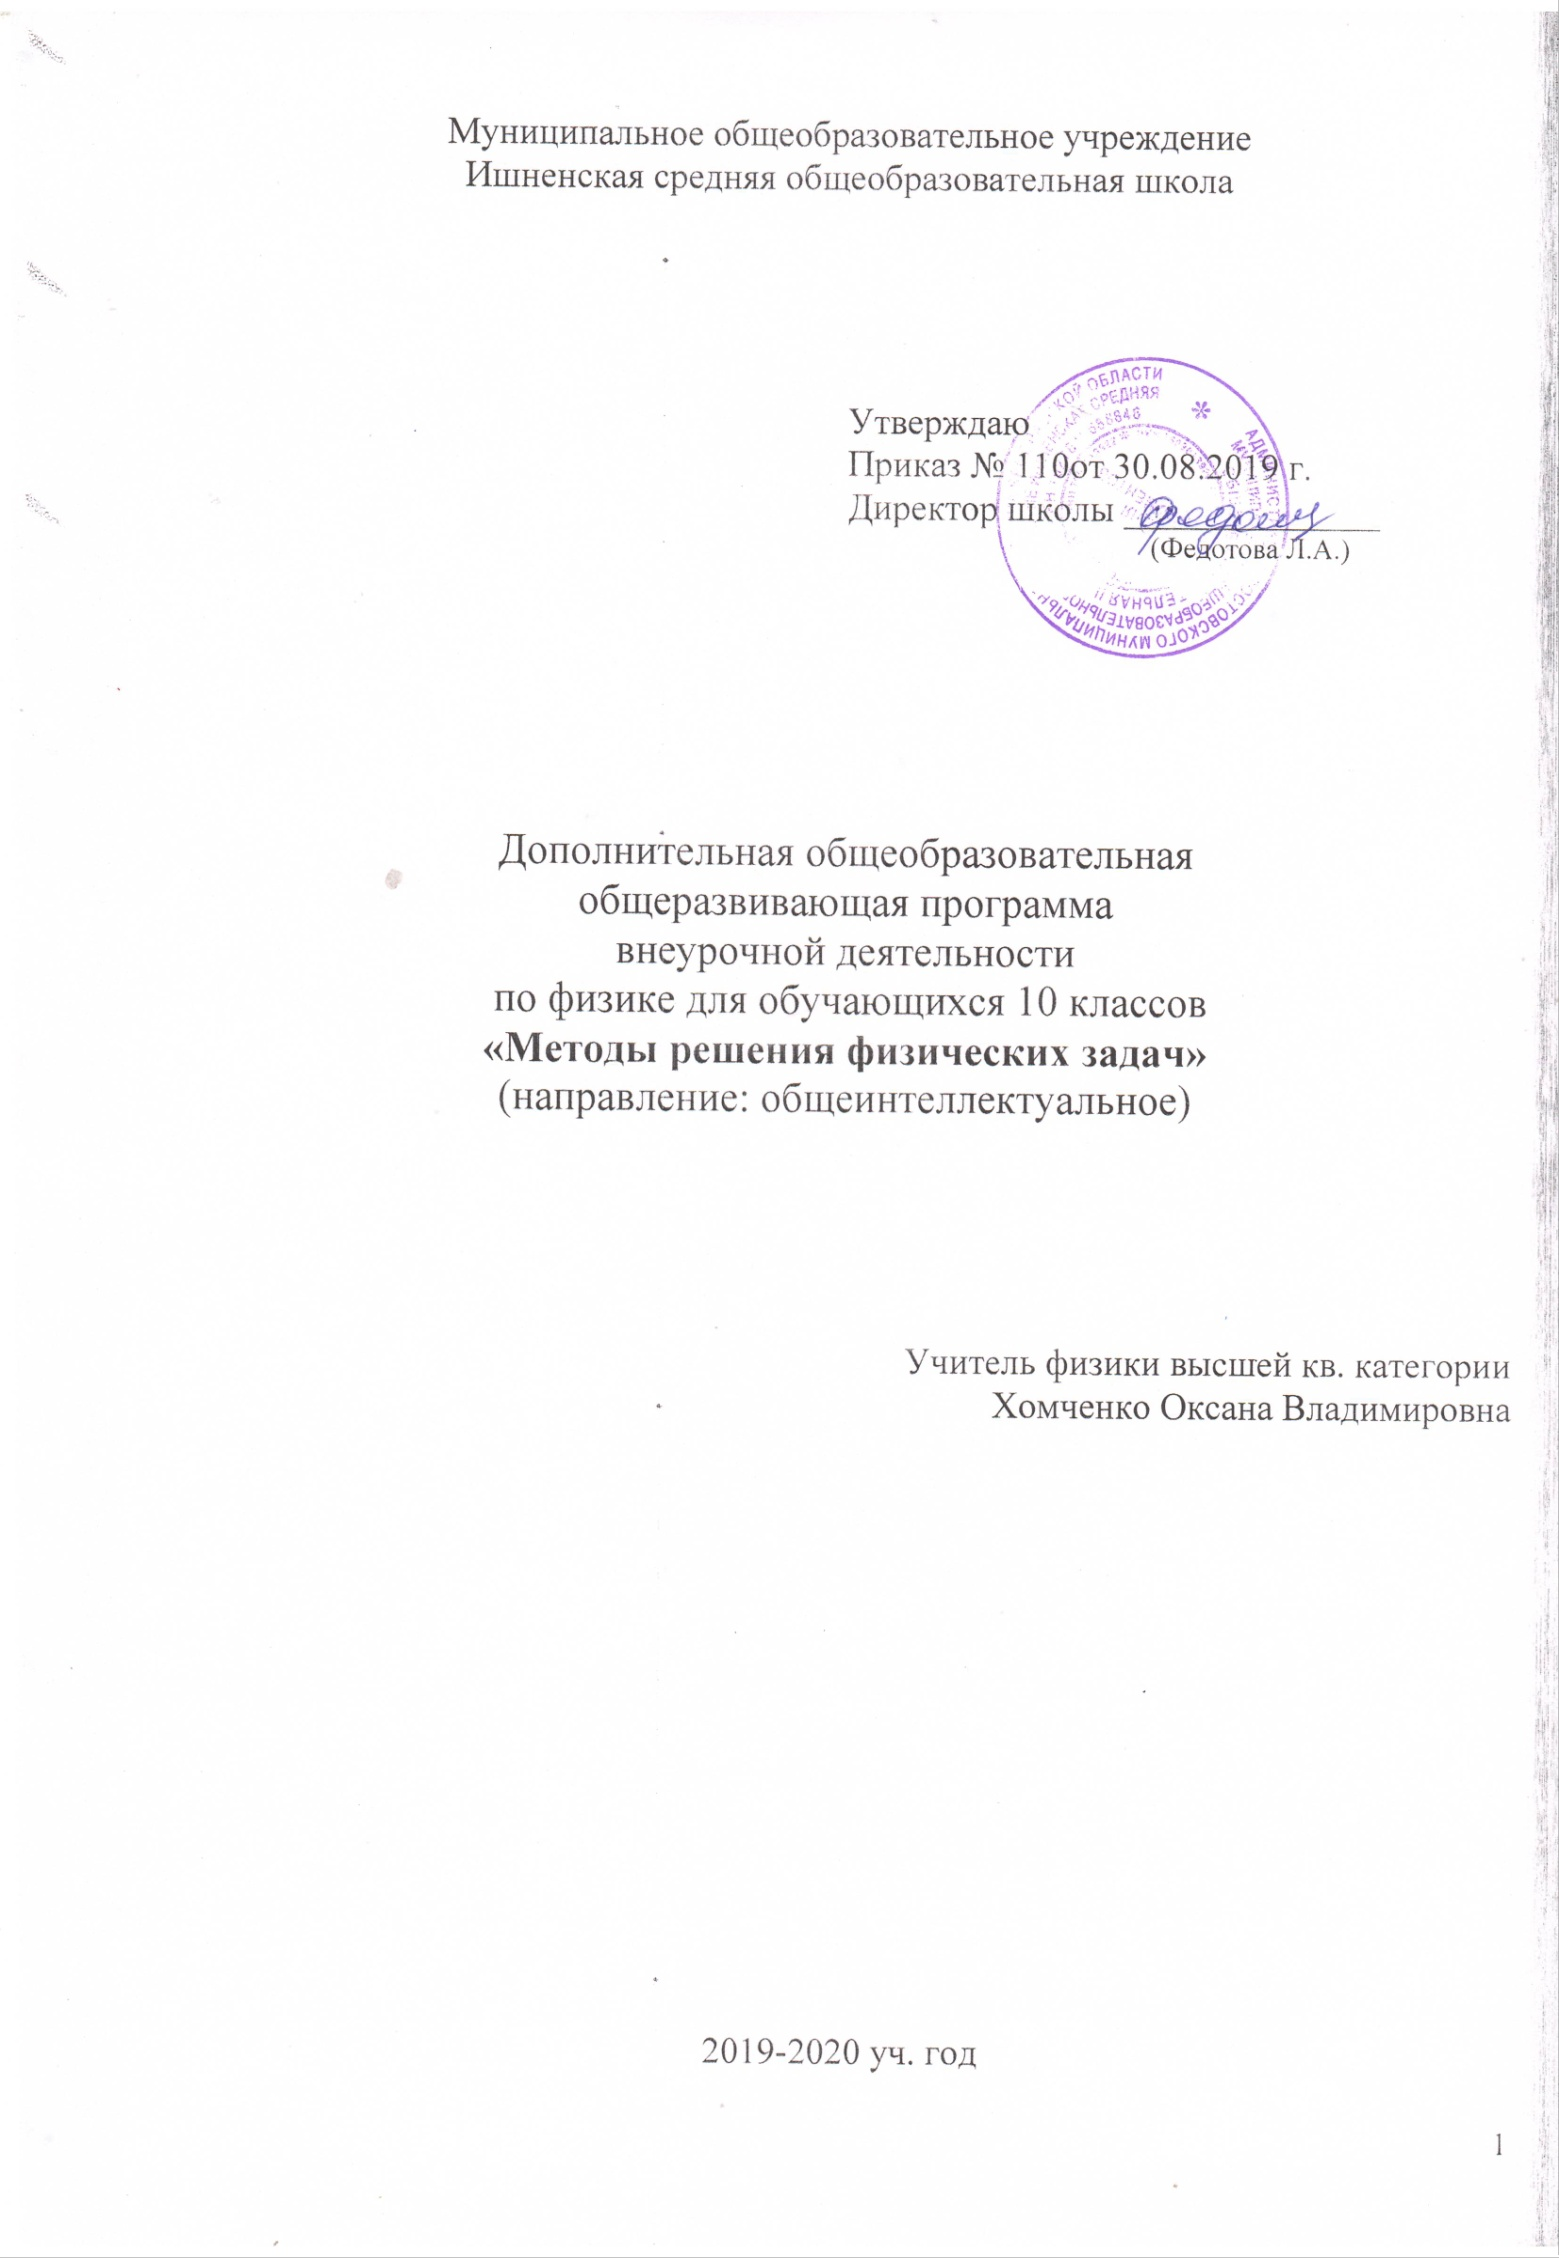 Муниципальное общеобразовательное учреждение
Ишненская средняя общеобразовательная школа
Утверждаю
Приказ № 110от 30.08.2019 г.
Директор школы
(Федотова Л.А.)
ОБЛАСТИ
СРЕДНЯЯ
Дополнительная общеобразовательная
общеразвивающая программа
внеурочной деятельности
по физике для обучающихся 10 классов
«Методы решения физических задач»
(направление: общеинтеллектуальное)
Учитель физики высшей кв. категории
Хомченко Оксана Владимировна
2019-2020 уч. год
1